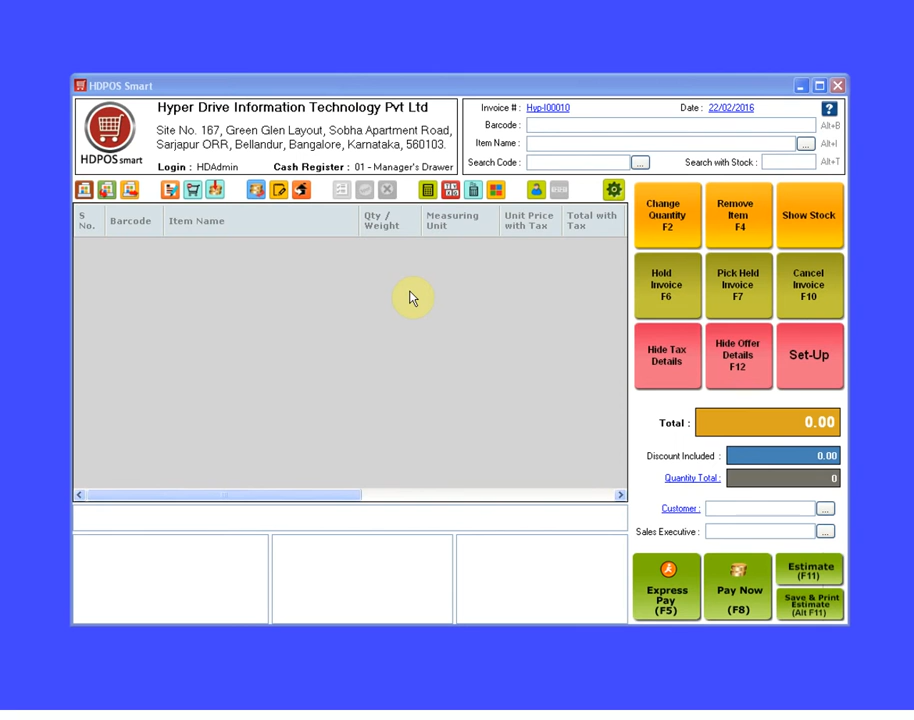 HDPOS Smart
Hyper Drive Information Technology Pvt Ltd
Site No. 167, Green Glen Layout, Sobha Apartment Road,
Sarjapur ORR, Bellandur, Bangalore, Karnataka, 560103.
HDPOS smart
Login : HDAdmin
Cash Register : 01 - Manager's Drawer
Invoice # : Hyp-I00010
Date : 22/02/2016
?
Barcode :
Alt+B
Item Name :
...
Alt+I
Search Code :
...
Search with Stock :
Alt+T
S No.
Barcode
Item Name
Qty / Weight
Measuring Unit
Unit Price with Tax
Total with Tax
Change Quantity F2
Remove Item F4
Show Stock
Hold Invoice F6
Pick Held Invoice F7
Cancel Invoice F10
Hide Tax Details
Hide Offer Details F12
Set-Up
Total : 0.00
Discount Included : 0.00
Quantity Total : 0
Customer :
...
Sales Executive :
...
Express Pay (F5)
Pay Now (F8)
Estimate (F11)
Save & Print Estimate (Alt F11)